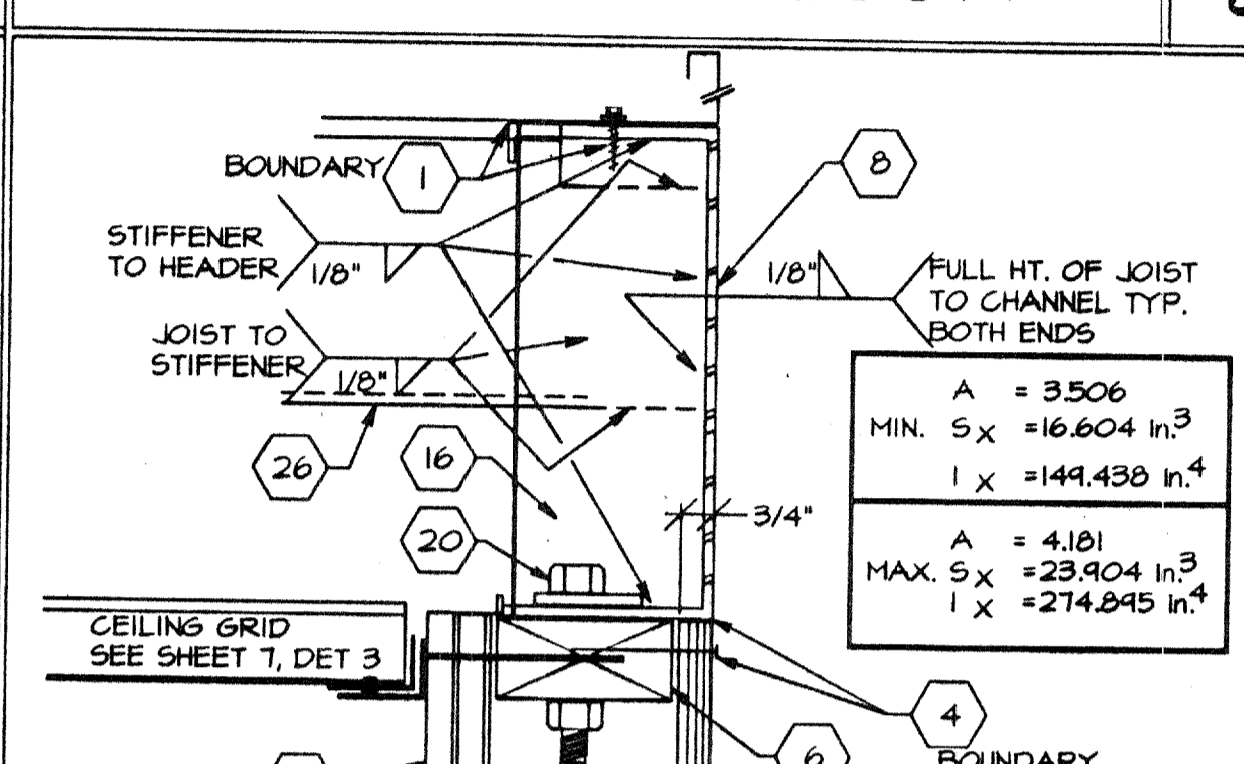 BOUNDARY
1
8
STIFFENER
TO HEADER
1/8"
1/8"
FULL HT. OF JOIST
TO CHANNEL TYP.
BOTH ENDS
JOIST TO
STIFFENER
1/8"
A = 3.506
MIN. Sx =16.604 in.3
I x =149.438 in.4
26
16
3/4"
20
A = 4.181
MAX. Sx =23.904 in.3
I x =274.895 in.4
CEILING GRID
SEE SHEET 7, DET 3
4
6
BOUNDARY